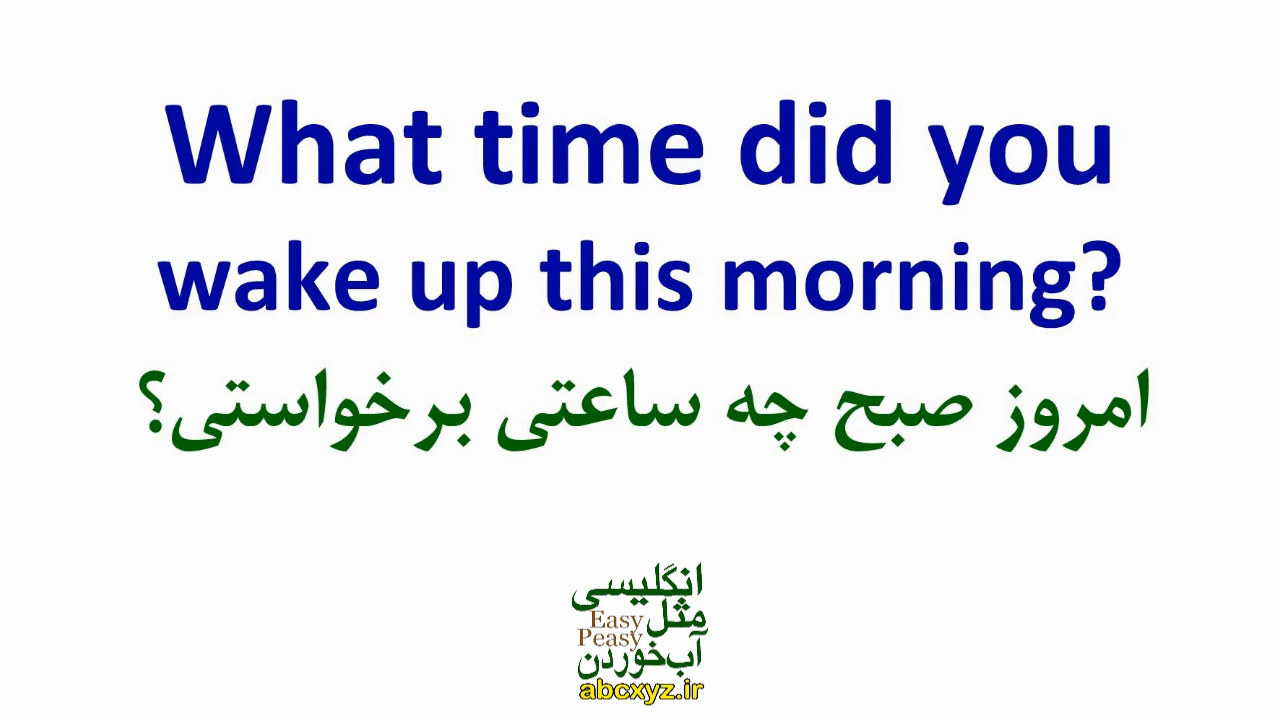 What time did you
wake up this morning?
امروز صبح چه ساعتی برخواستی؟
انگلیسی
مثل
Easy
Peasy
آب‌خوردن
abcxyz.ir